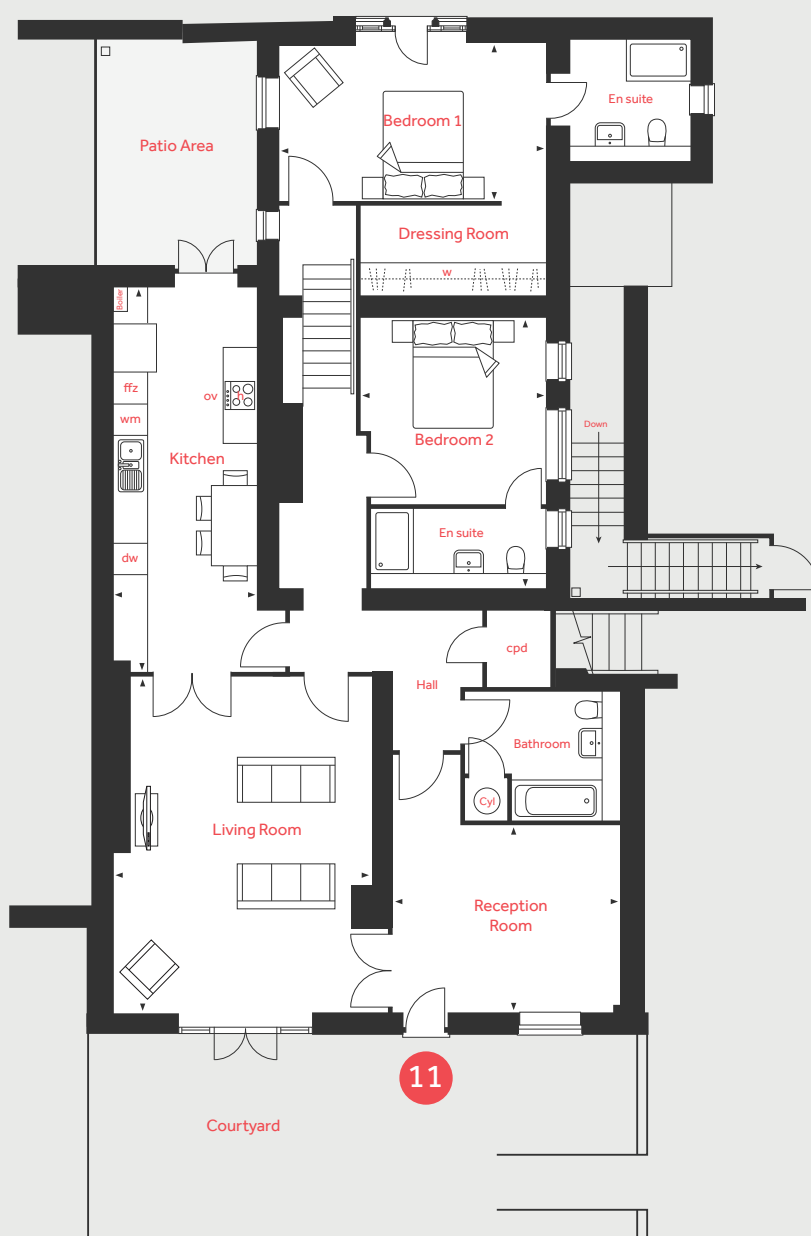 En suite
Bedroom 1
Patio Area
Dressing Room
w
Boiler
ffz
ov h
wm
Down
Bedroom 2
Kitchen
En suite
dw
cpd
Hall
Bathroom
Cyl
Living Room
Reception
Room
11
Courtyard